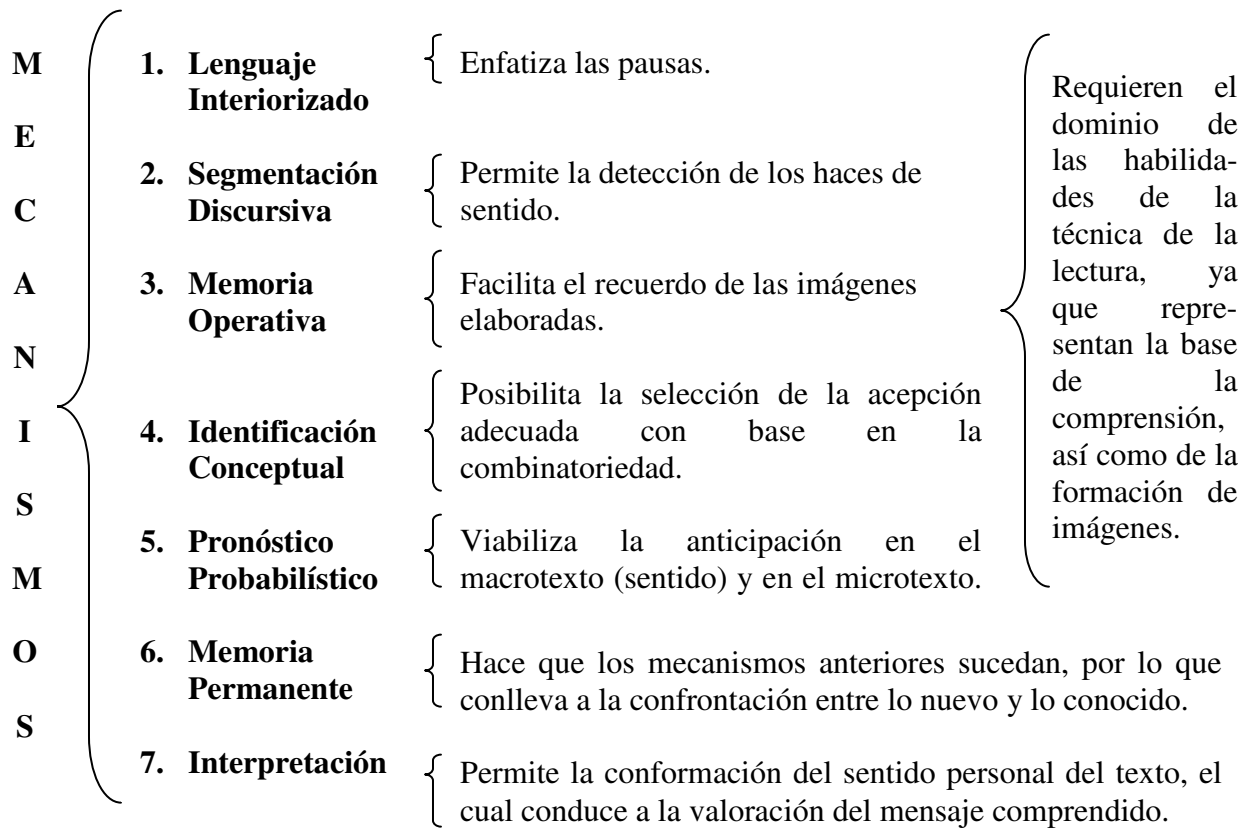 MECANISMOS
1. Lenguaje
Interiorizado
Enfatiza las pausas.
2. Segmentación
Discursiva
Permite la detección de los haces de
sentido.
3. Memoria
Operativa
Facilita el recuerdo de las imágenes
elaboradas.
4. Identificación
Conceptual
Posibilita la selección de la acepción
adecuada con base en la
combinatoriedad.
5. Pronóstico
Probabilístico
Viabiliza la anticipación en el
macrotexto (sentido) y en el microtexto.
Requieren el
dominio de
las habilida-
des de la
técnica de la
lectura, ya
que repre-
sentan la base
de la
comprensión,
así como de la
formación de
imágenes.
6. Memoria
Permanente
Hace que los mecanismos anteriores sucedan, por lo que
conlleva a la confrontación entre lo nuevo y lo conocido.
7. Interpretación
Permite la conformación del sentido personal del texto, el
cual conduce a la valoración del mensaje comprendido.